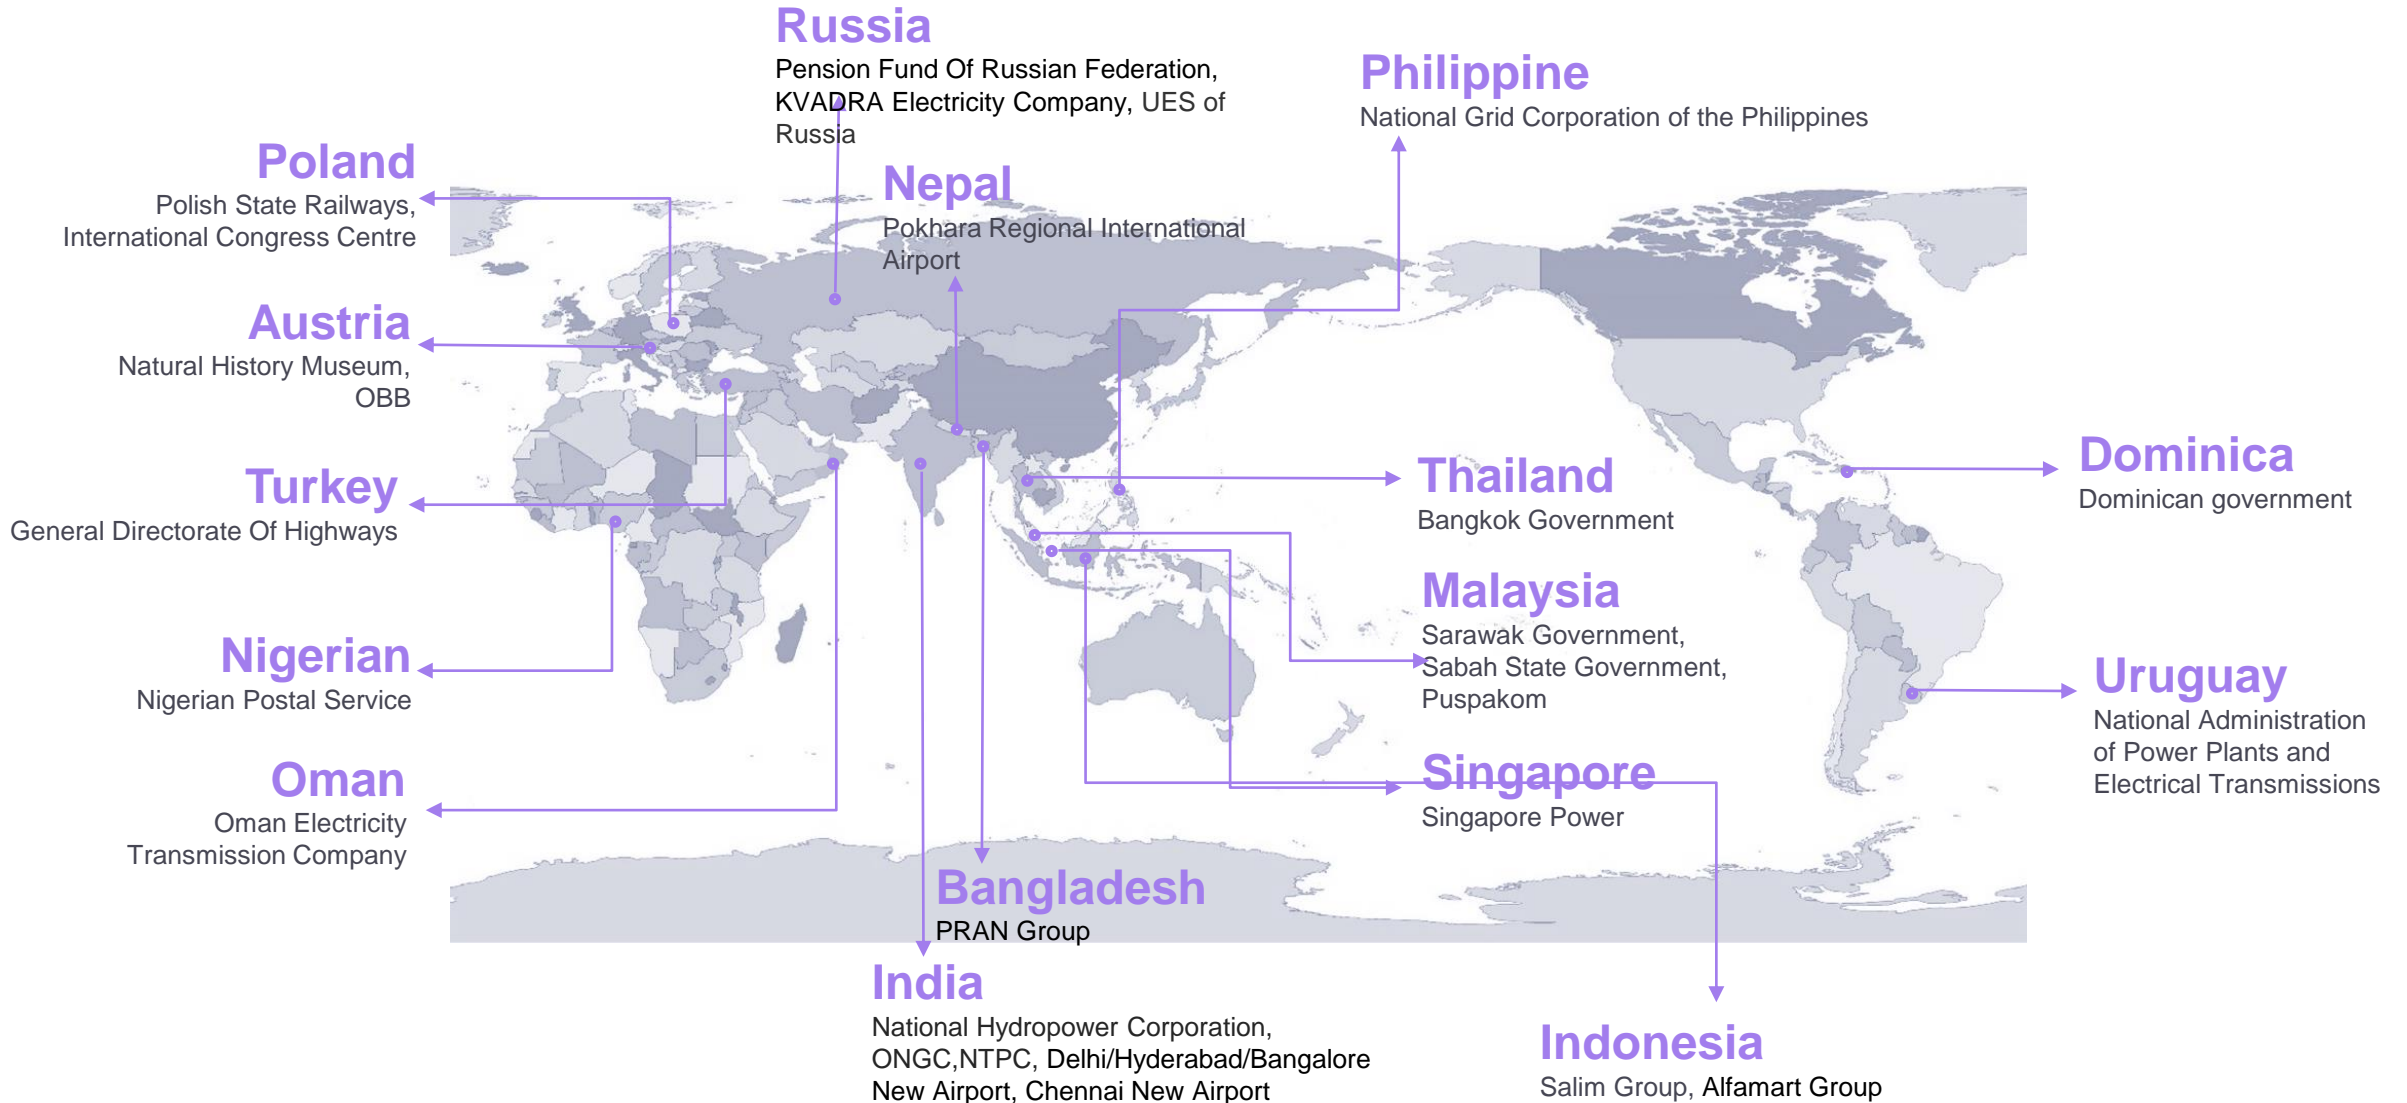 Russia
Pension Fund Of Russian Federation,
KVADRA Electricity Company, UES of
Russia
Philippine
National Grid Corporation of the Philippines
Poland
Polish State Railways,
International Congress Centre
Nepal
Pokhara Regional International
Airport
Austria
Natural History Museum,
OBB
Turkey
General Directorate Of Highways
Thailand
Bangkok Government
Dominica
Dominican government
Malaysia
Sarawak Government,
Sabah State Government,
Puspakom
Nigerian
Nigerian Postal Service
Uruguay
National Administration
of Power Plants and
Electrical Transmissions
Oman
Oman Electricity
Transmission Company
Singapore
Singapore Power
Bangladesh
PRAN Group
India
National Hydropower Corporation,
ONGC,NTPC, Delhi/Hyderabad/Bangalore
New Airport, Chennai New Airport
Indonesia
Salim Group, Alfamart Group